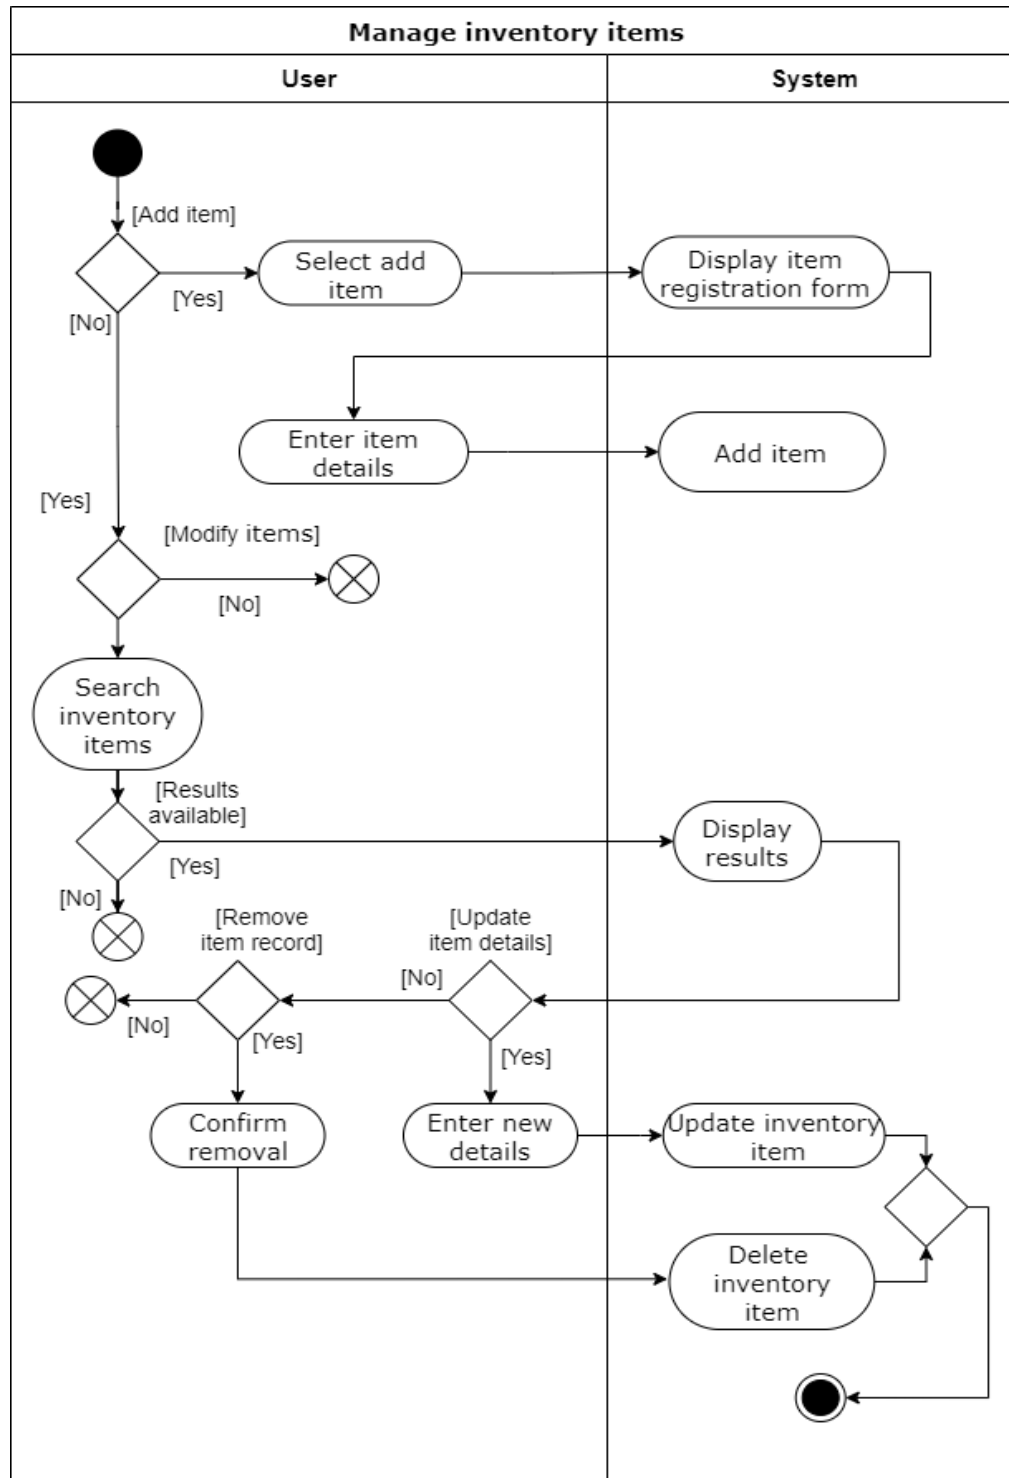 Manage inventory items
User
System
[Add item]
Select add
item
Display item
registration form
[Yes]
[No]
Enter item
details
Add item
[Yes]
[Modify items]
[No]
Search
inventory
items
[Results
available]
Display
results
[Yes]
[No]
[Remove
item record]
[Update
item details]
[No]
[No]
[Yes]
[Yes]
Confirm
removal
Enter new
details
Update inventory
item
Delete
inventory
item